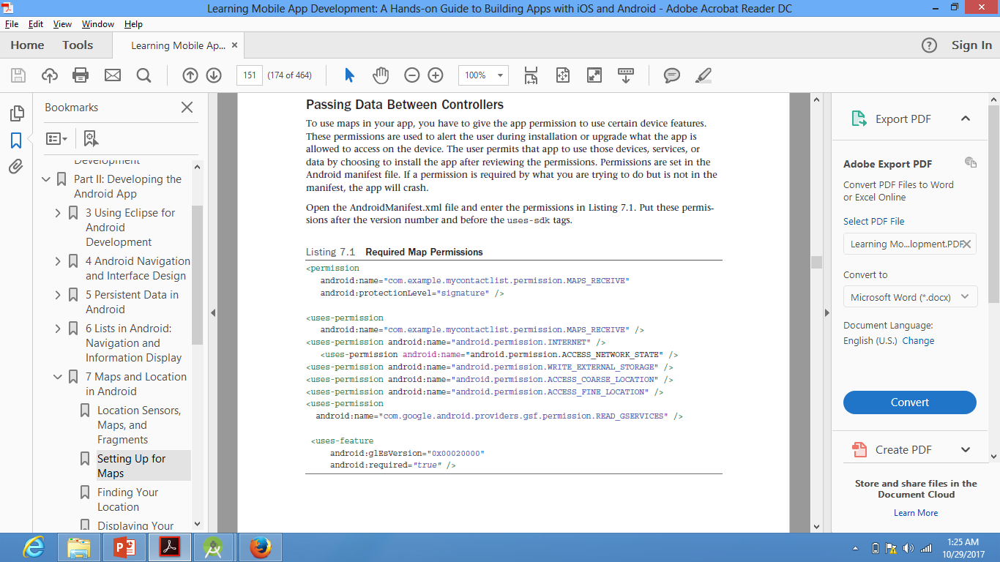 Learning Mobile App Development: A Hands-on Guide to Building Apps with iOS and Android - Adobe Acrobat Reader DC
File Edit View Window Help
Home Tools Learning Mobile Ap... × Sign In
151 (174 of 464) 100%
Bookmarks
Development
Part II: Developing the
Android App
3 Using Eclipse for
Android
Development
4 Android Navigation
and Interface Design
5 Persistent Data in
Android
6 Lists in Android:
Navigation and
Information Display
7 Maps and Location
in Android
Location Sensors,
Maps, and
Fragments
Setting Up for
Maps
Finding Your
Location
Displaying Your
Passing Data Between Controllers
To use maps in your app, you have to give the app permission to use certain device features.
These permissions are used to alert the user during installation or upgrade what the app is
allowed to access on the device. The user permits that app to use those devices, services, or
data by choosing to install the app after reviewing the permissions. Permissions are set in the
Android manifest file. If a permission is required by what you are trying to do but is not in the
manifest, the app will crash.
Open the AndroidManifest.xml file and enter the permissions in Listing 7.1. Put these permis-
sions after the version number and before the uses-sdk tags.
Listing 7.1 Required Map Permissions
<permission
android:name="com.example.mycontactlist.permission.MAPS_RECEIVE"
android:protectionLevel="signature" />
<uses-permission
android:name="com.example.mycontactlist.permission.MAPS_RECEIVE" />
<uses-permission android:name="android.permission.INTERNET" />
<uses-permission android:name="android.permission.ACCESS_NETWORK_STATE" />
<uses-permission android:name="android.permission.WRITE_EXTERNAL_STORAGE" />
<uses-permission android:name="android.permission.ACCESS_COARSE_LOCATION" />
<uses-permission android:name="android.permission.ACCESS_FINE_LOCATION" />
<uses-permission
android:name="com.google.android.providers.gsf.permission.READ_GSERVICES" />
<uses-feature
android:glEsVersion="0x00020000"
android:required="true" />
Export PDF
Adobe Export PDF
Convert PDF Files to Word
or Excel Online
Select PDF File
Learning Mo...lopment.PDF
Convert to
Microsoft Word (*.docx)
Document Language:
English (U.S.) Change
Convert
Create PDF
Store and share files in the
Document Cloud
Learn More
1:25 AM
10/29/2017